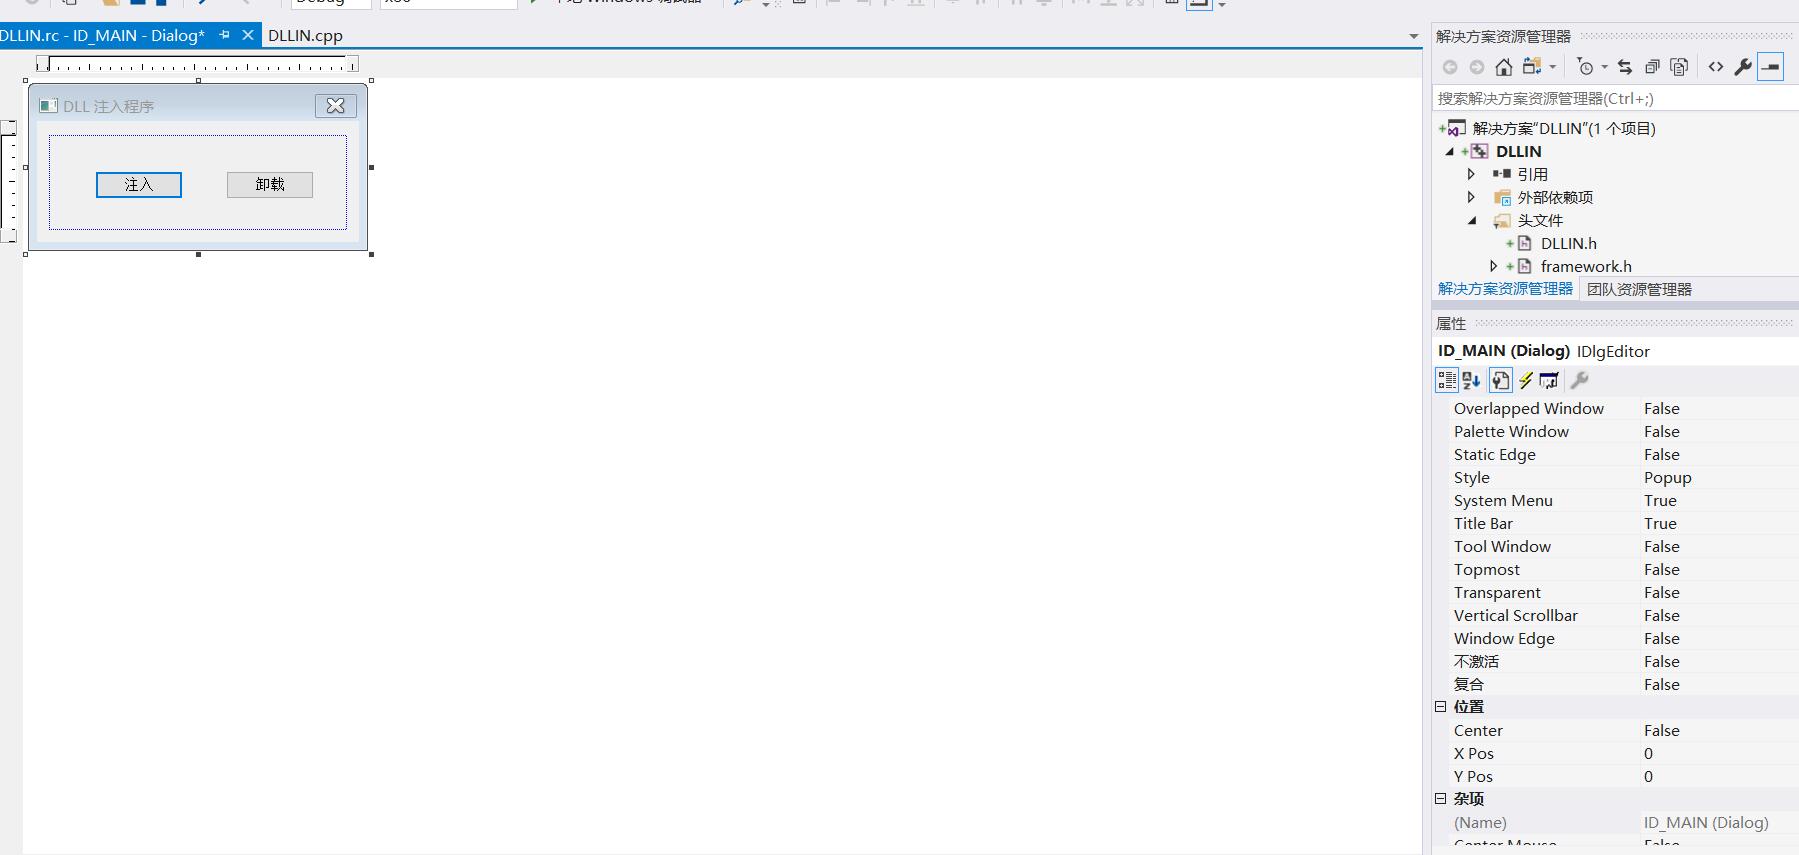 Debug
x86
DLLIN.rc - ID_MAIN - Dialog*
DLLIN.cpp
DLL 注入程序
注入
卸载
解决方案资源管理器
搜索解决方案资源管理器(Ctrl+;)
解决方案“DLLIN”(1 个项目)
DLLIN
引用
外部依赖项
头文件
DLLIN.h
framework.h
解决方案资源管理器 团队资源管理器
属性
ID_MAIN (Dialog) IDlgEditor
Overlapped Window False
Palette Window False
Static Edge False
Style Popup
System Menu True
Title Bar True
Tool Window False
Topmost False
Transparent False
Vertical Scrollbar False
Window Edge False
不激活 False
复合 False
位置
Center False
X Pos 0
Y Pos 0
杂项
(Name) ID_MAIN (Dialog)
Center Mouse False